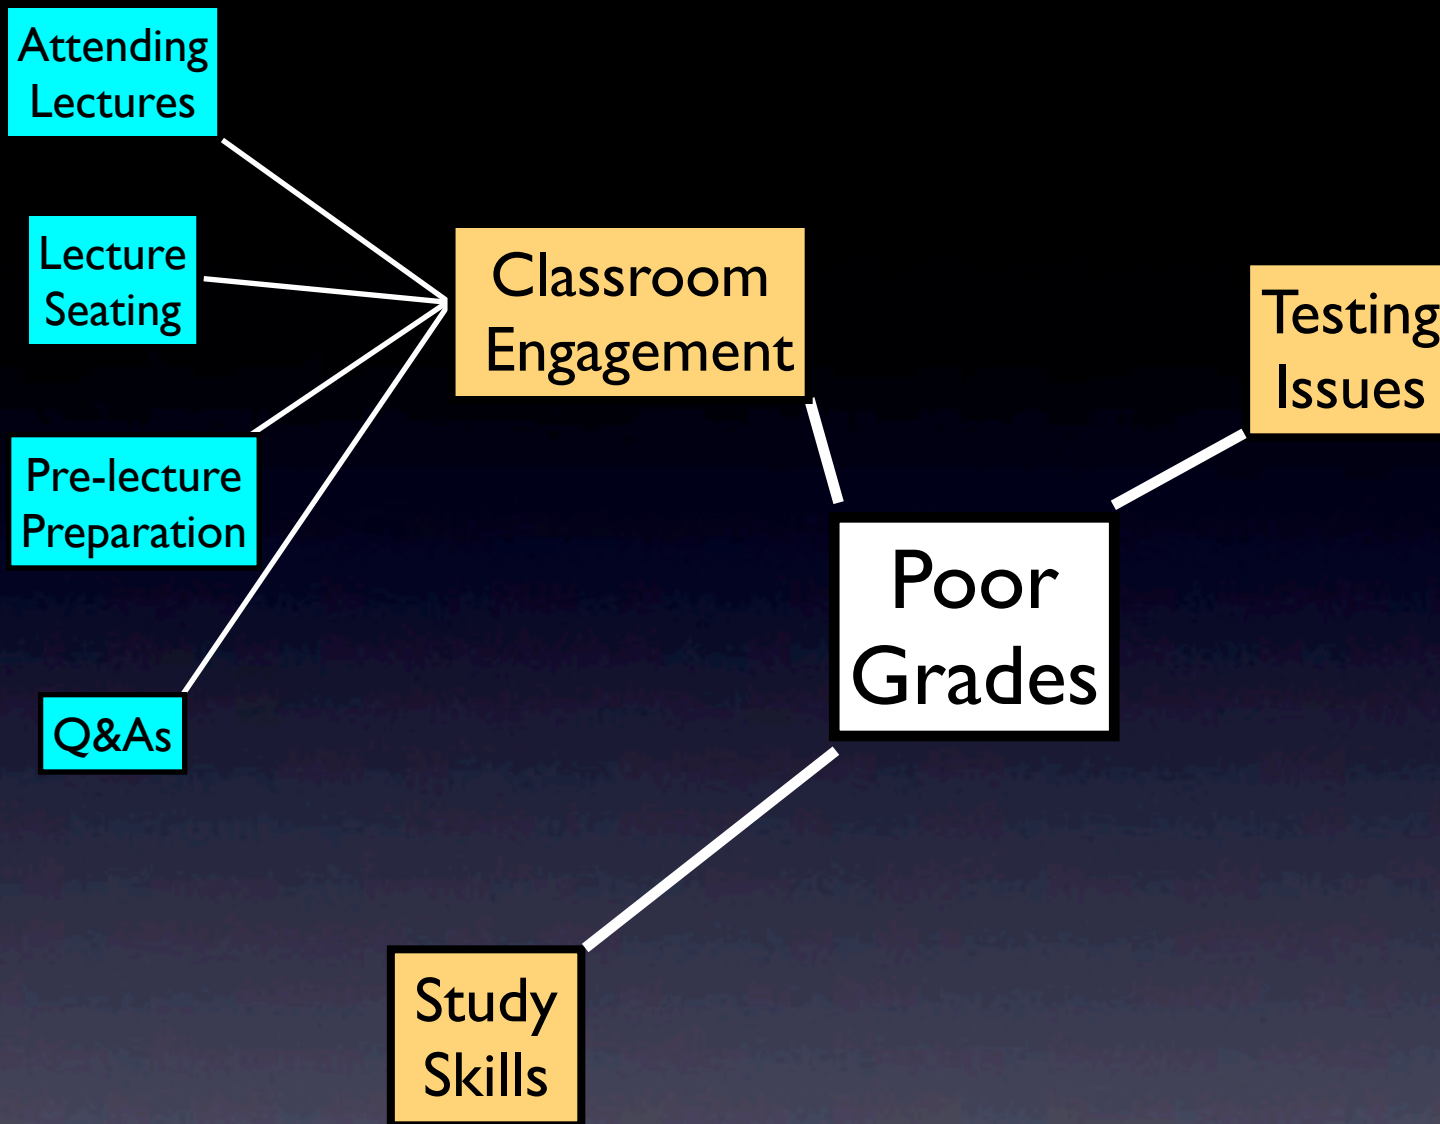 Attending
Lectures
Lecture
Seating
Pre-lecture
Preparation
Q&As
Classroom
Engagement
Testing
Issues
Poor
Grades
Study
Skills